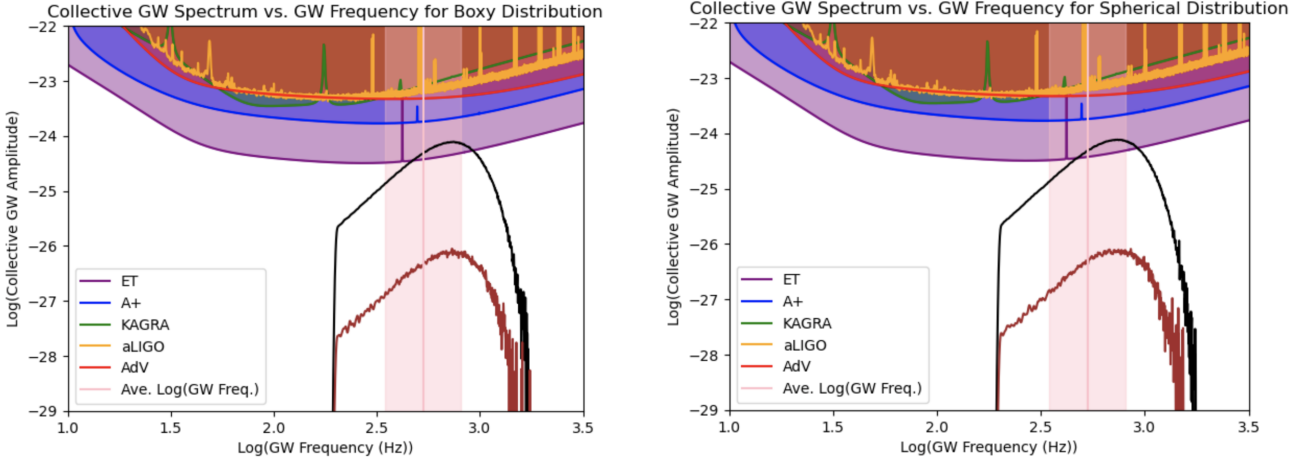 Collective GW Spectrum vs. GW Frequency for Boxy Distribution
Log(Collective GW Amplitude)
−22
−23
−24
−25
−26
−27
−28
−29
ET
A+
KAGRA
aLIGO
AdV
Ave. Log(GW Freq.)
1.0 1.5 2.0 2.5 3.0 3.5
Log(GW Frequency (Hz))
Collective GW Spectrum vs. GW Frequency for Spherical Distribution
Log(Collective GW Amplitude)
−22
−23
−24
−25
−26
−27
−28
−29
ET
A+
KAGRA
aLIGO
AdV
Ave. Log(GW Freq.)
1.0 1.5 2.0 2.5 3.0 3.5
Log(GW Frequency (Hz))